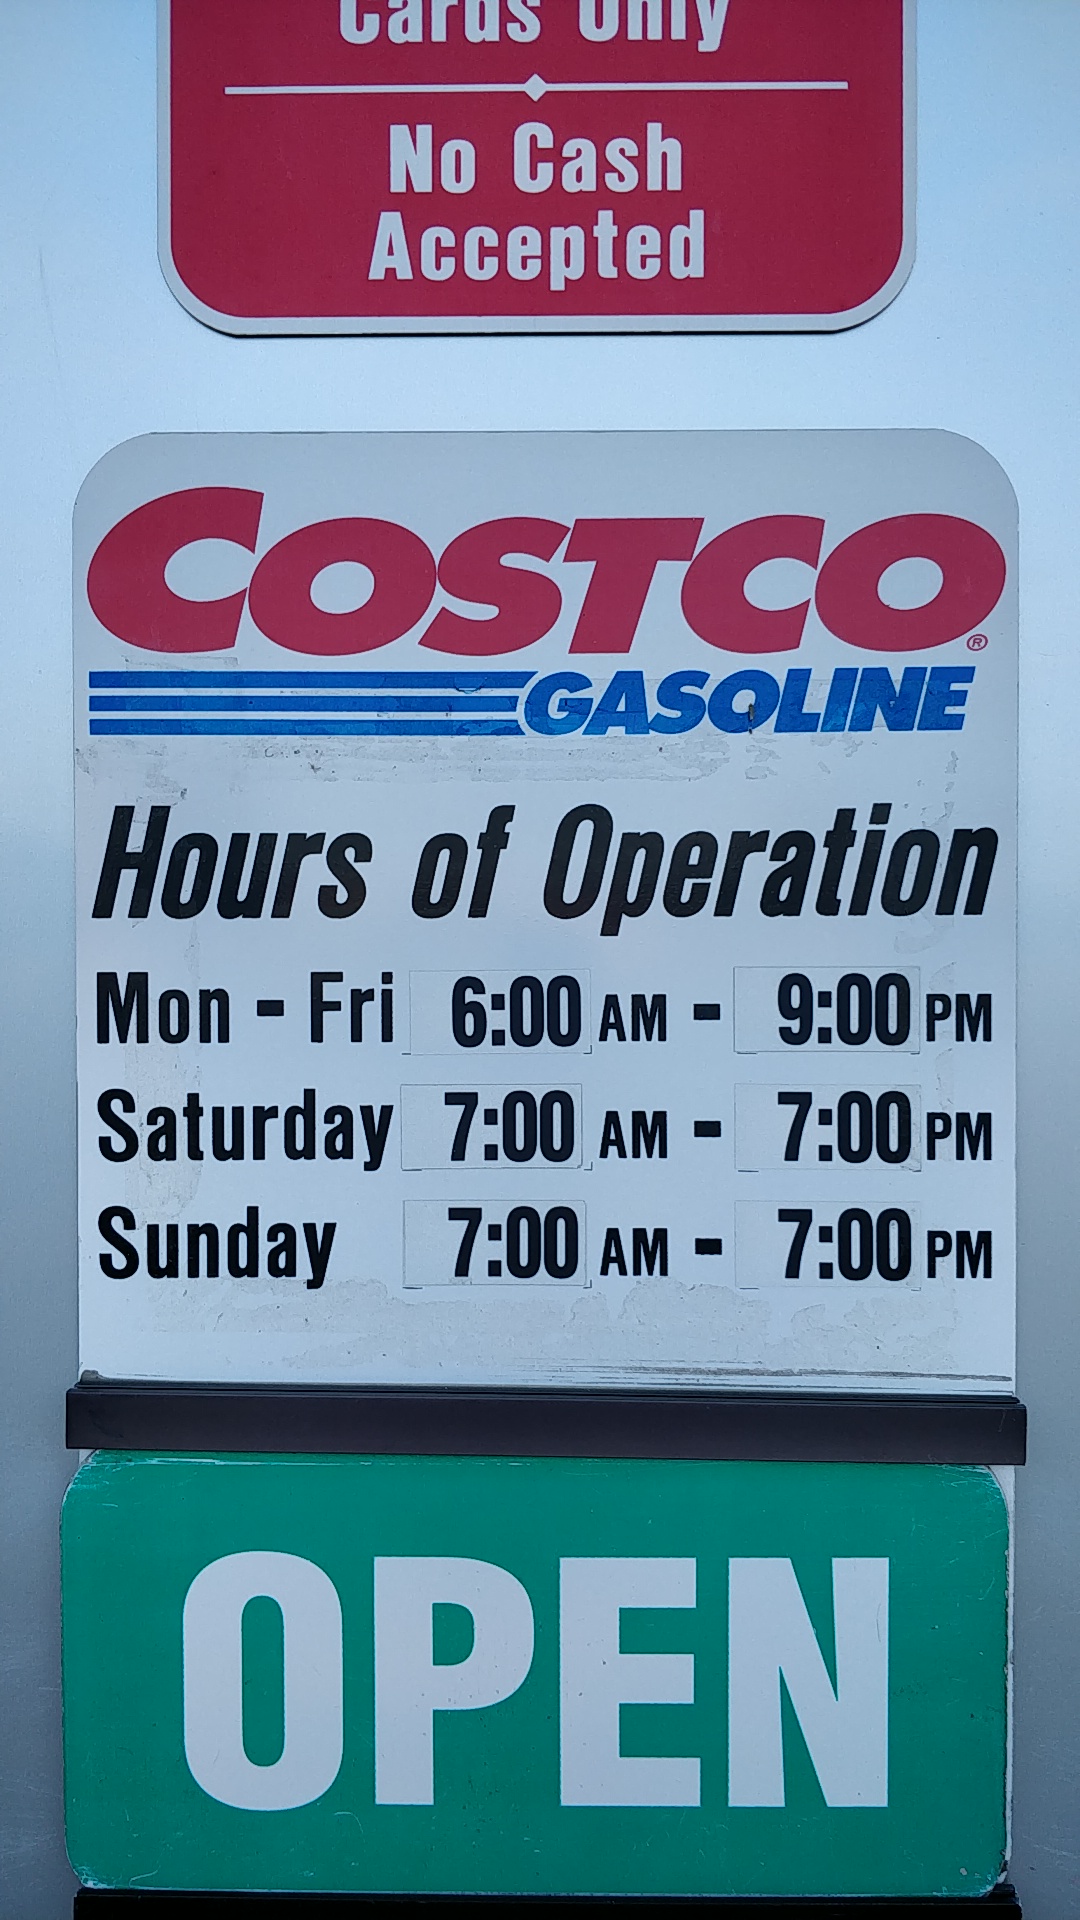 Cards Only
No Cash
Accepted
COSTCO®
GASOLINE
Hours of Operation
Mon - Fri 6:00 AM - 9:00 PM
Saturday 7:00 AM - 7:00 PM
Sunday 7:00 AM - 7:00 PM
OPEN